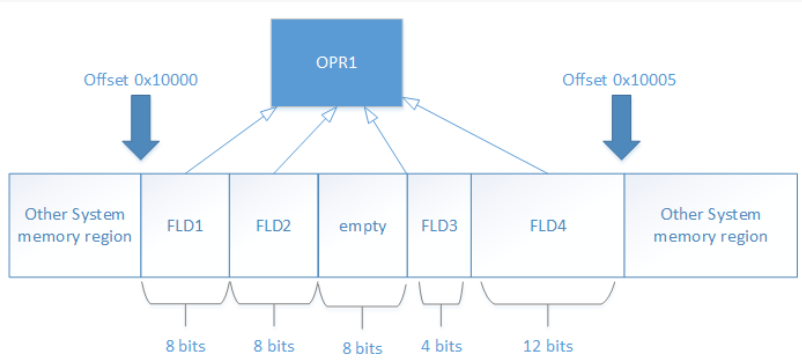 OPR1
Offset 0x10000
Offset 0x10005
Other System
memory region
FLD1
FLD2
empty
FLD3
FLD4
Other System
memory region
8 bits
8 bits
8 bits
4 bits
12 bits